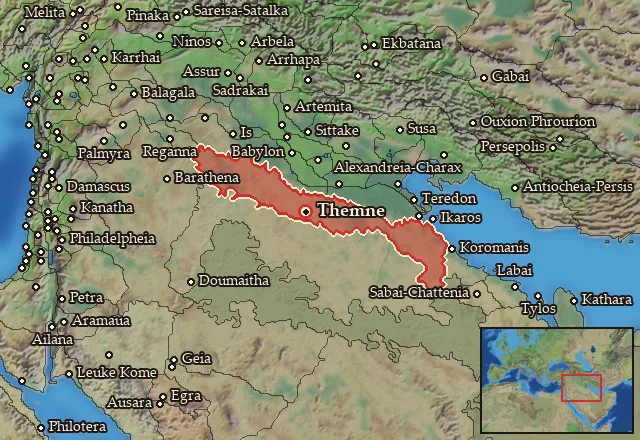 Melita
Pinaka
Sareisa-Satalka
Ninos
Arbela
Ekbatana
Karrhai
Arrhapa
Assur
Gabai
Balagala
Sadrakai
Artemita
Is
Sittake
Susa
Ouxion Phrourion
Palmyra
Reganna
Babylon
Persepolis
Alexandreia-Charax
Damascus
Barathena
Antiocheia-Persis
Kanatha
Themne
Teredon
Ikaros
Philadelpheia
Koromanis
Doumaitha
Labai
Petra
Sabai-Chattenia
Tylos
Kathara
Aramaua
Ailana
Geia
Leuke Kome
Egra
Ausara
Philotera